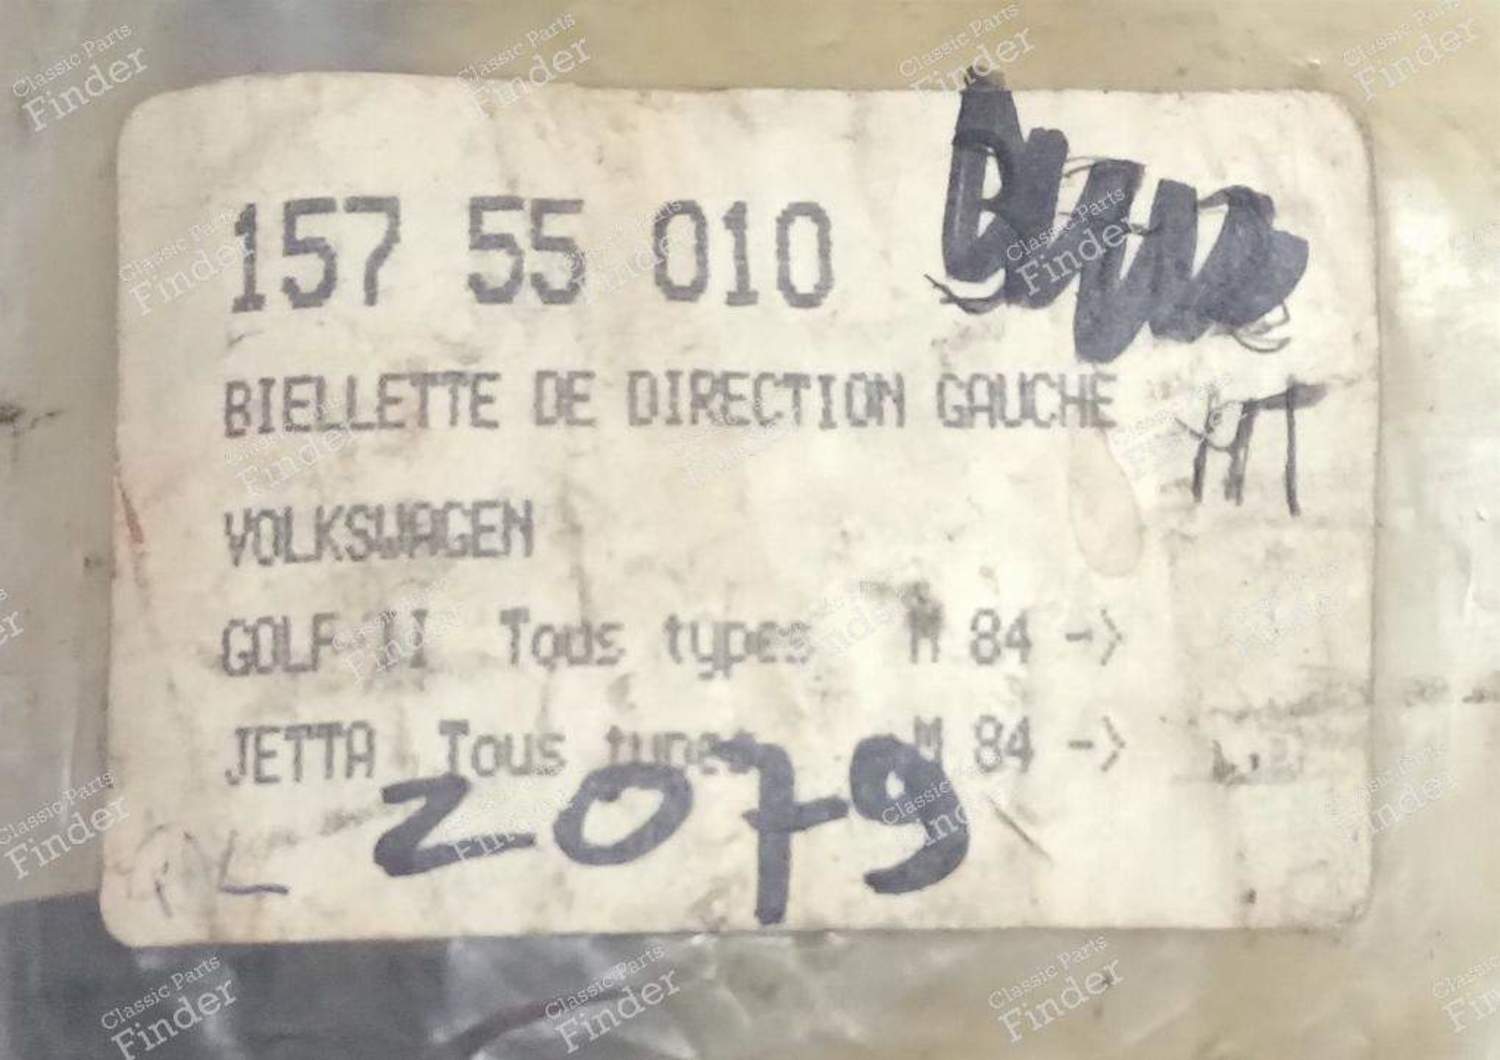 157 55 010
BIELLETTE DE DIRECTION GAUCHE
VOLKSWAGEN
GOLF II Tous types M 84 ->
JETTA Tous types M 84 ->
2079
Classic Parts Finder